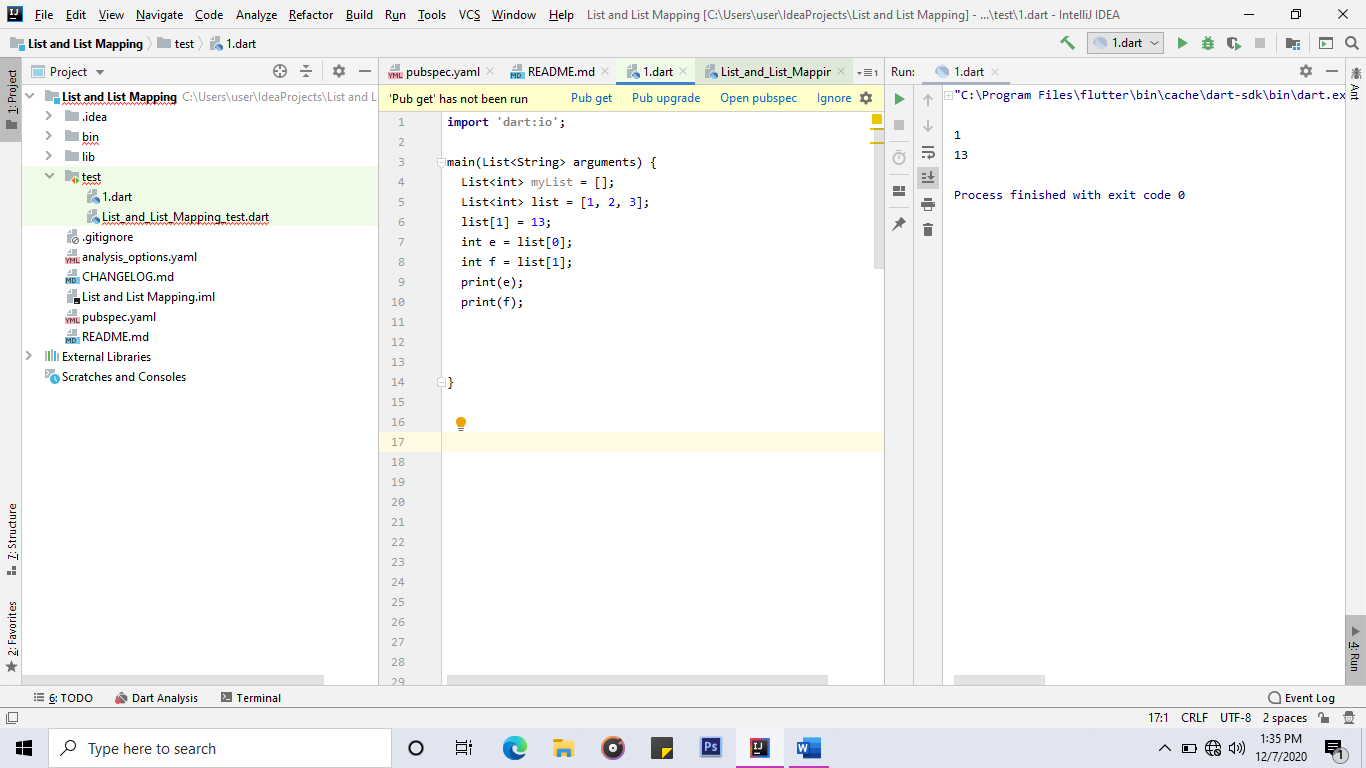 File Edit View Navigate Code Analyze Refactor Build Run Tools VCS Window Help List and List Mapping [C:\Users\user\IdeaProjects\List and List Mapping] - ...\test\1.dart - IntelliJ IDEA
List and List Mapping test 1.dart 1.dart
1: Project
Project
List and List Mapping C:\Users\user\IdeaProjects\List and L
.idea
bin
lib
test
1.dart
List_and_List_Mapping_test.dart
.gitignore
analysis_options.yaml
CHANGELOG.md
List and List Mapping.iml
pubspec.yaml
README.md
External Libraries
Scratches and Consoles
7: Structure
2: Favorites
pubspec.yaml README.md 1.dart List_and_List_Mappin
'Pub get' has not been run Pub get Pub upgrade Open pubspec Ignore
1 import 'dart:io';
2
3 main(List<String> arguments) {
4 List<int> myList = [];
5 List<int> list = [1, 2, 3];
6 list[1] = 13;
7 int e = list[0];
8 int f = list[1];
9 print(e);
10 print(f);
11
12
13
14 }
15
16
17
18
19
20
21
22
23
24
25
26
27
28
29
Run: 1.dart
"C:\Program Files\flutter\bin\cache\dart-sdk\bin\dart.ex
1
13
Process finished with exit code 0
Ant
4: Run
6: TODO Dart Analysis Terminal Event Log
17:1 CRLF UTF-8 2 spaces
Type here to search
Ps
IJ
W
1:35 PM
12/7/2020
1